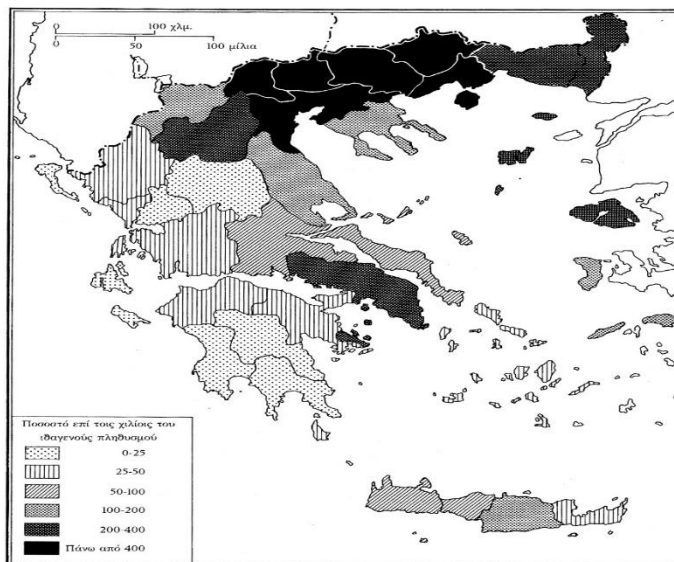 0 100 χλμ.
0 100 μίλια
Ποσοστό επί τοις χιλίοις του
ιθαγενούς πληθυσμού
0-25
25-50
50-100
100-200
200-400
Πάνω από 400